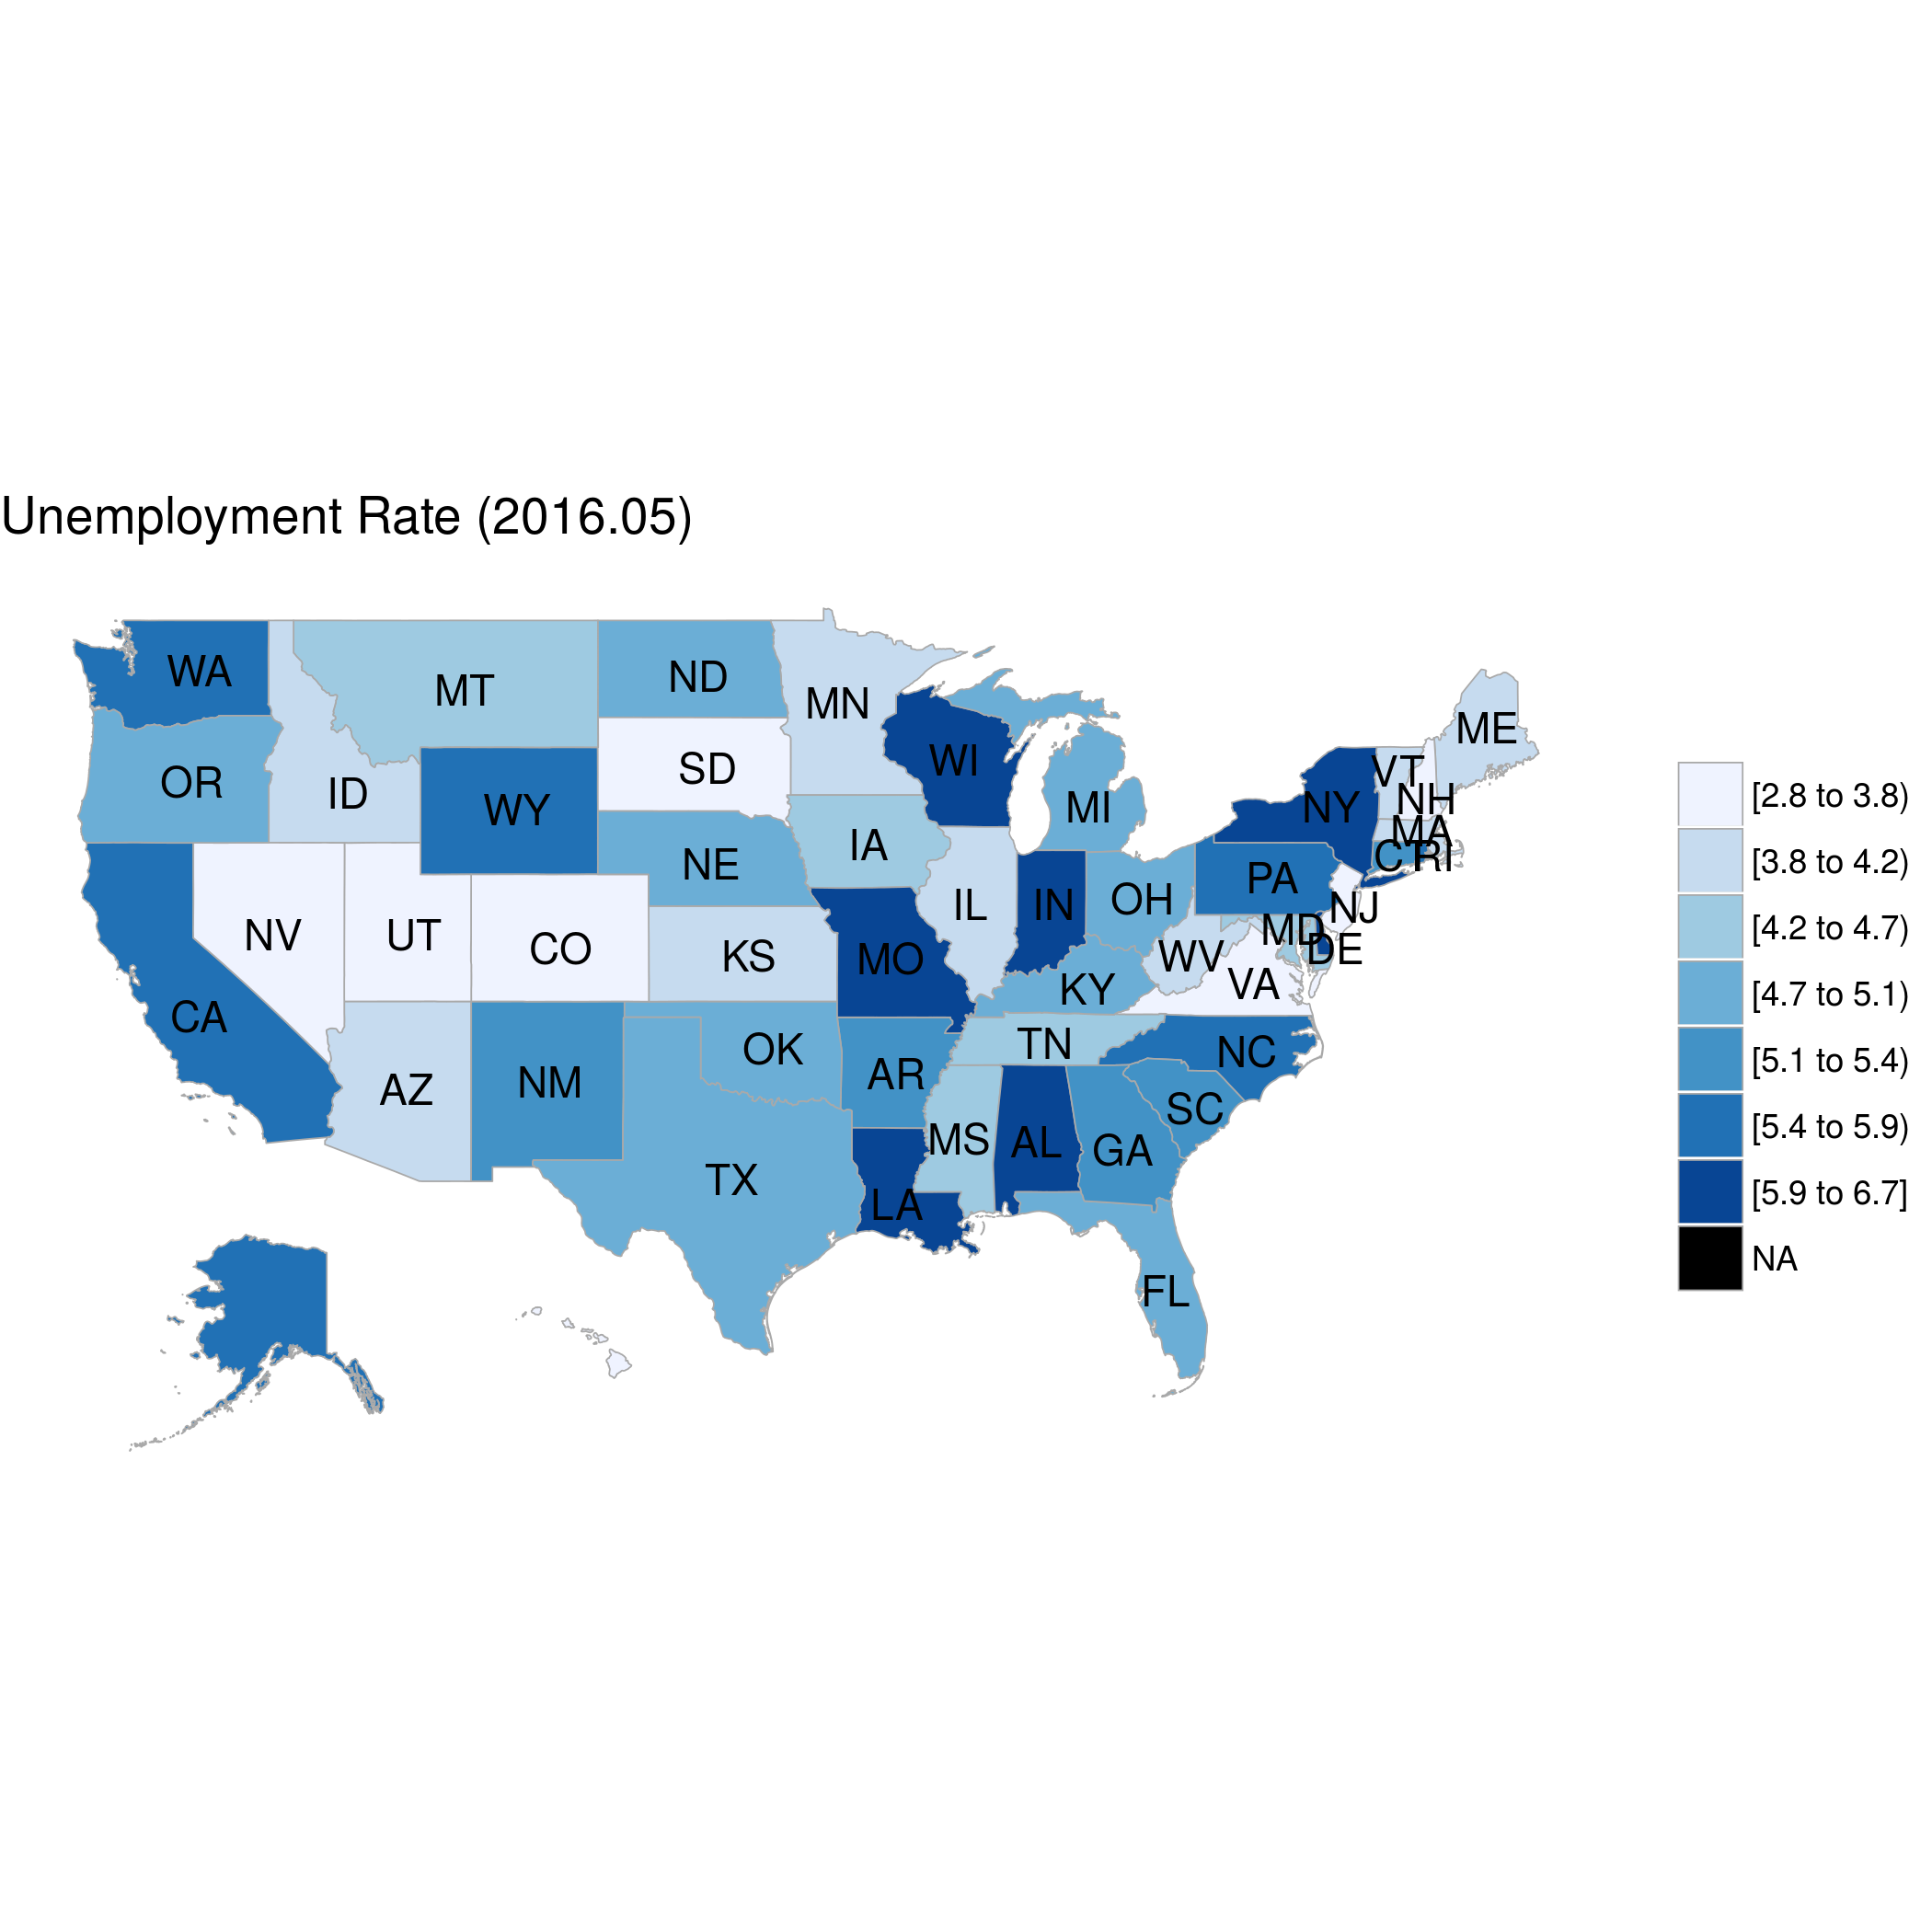 Unemployment Rate (2016.05)
WA
MT
ND
MN
ME
OR
ID
WY
SD
WI
MI
NY
VT
NH
MA
CT
RI
NV
UT
CO
NE
IA
IL
IN
OH
PA
NJ
MD
DE
CA
KS
MO
KY
WV
VA
AZ
NM
OK
AR
TN
NC
SC
TX
LA
MS
AL
GA
FL
[2.8 to 3.8)
[3.8 to 4.2)
[4.2 to 4.7)
[4.7 to 5.1)
[5.1 to 5.4)
[5.4 to 5.9)
[5.9 to 6.7]
NA